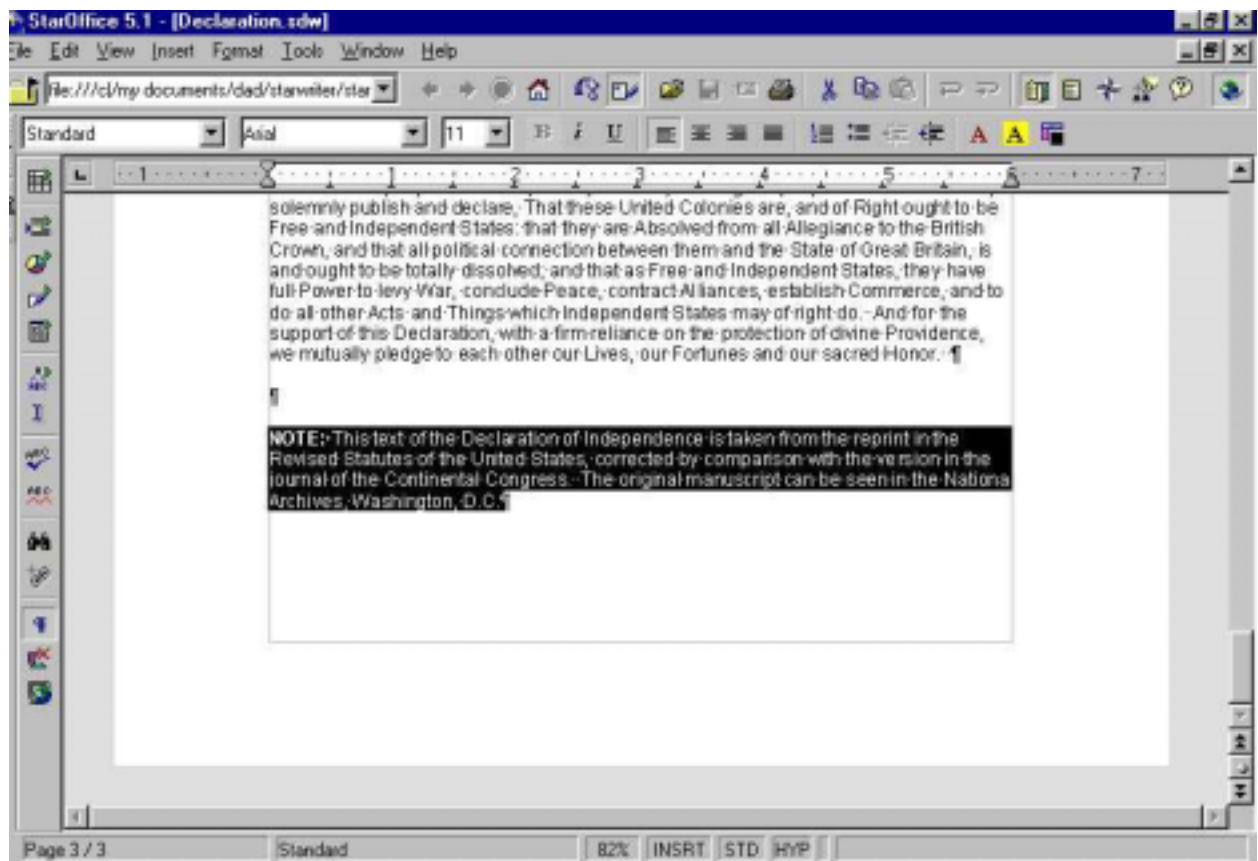 StarOffice 5.1 - [Declaration.sdw]
File Edit View Insert Format Tools Window Help
file:///c|/my documents/dad/starwriter/star
Standard Arial 11 B i U A A
1 1 2 3 4 5 6 7
solemnly publish and declare, That these United Colonies are, and of Right ought to be
Free and Independent States: that they are Absolved from all Allegiance to the British
Crown, and that all political connection between them and the State of Great Britain, is
and ought to be totally dissolved; and that as Free and Independent States, they have
full Power to levy War, conclude Peace, contract Alliances, establish Commerce, and to
do all other Acts and Things which Independent States may of right do. And for the
support of this Declaration, with a firm reliance on the protection of divine Providence,
we mutually pledge to each other our Lives, our Fortunes and our sacred Honor. ¶
¶
NOTE: This text of the Declaration of Independence is taken from the reprint in the
Revised Statutes of the United States, corrected by comparison with the version in the
journal of the Continental Congress. The original manuscript can be seen in the Nationa
Archives, Washington, D.C.¶
Page 3 / 3 Standard 82% INSRT STD HYP